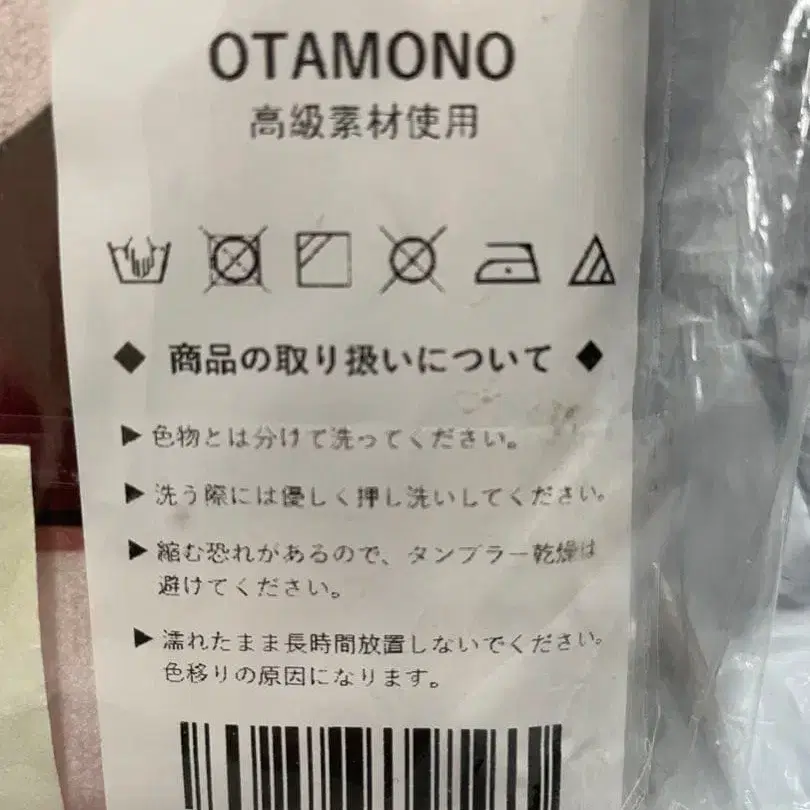 OTAMONO
高級素材使用
◆ 商品の取り扱いについて ◆
▶ 色物とは分けて洗ってください。
▶ 洗う際には優しく押し洗いしてください。
▶ 縮む恐れがあるので、タンブラー乾燥は
避けてください。
▶ 濡れたまま長時間放置しないでください。
色移りの原因になります。